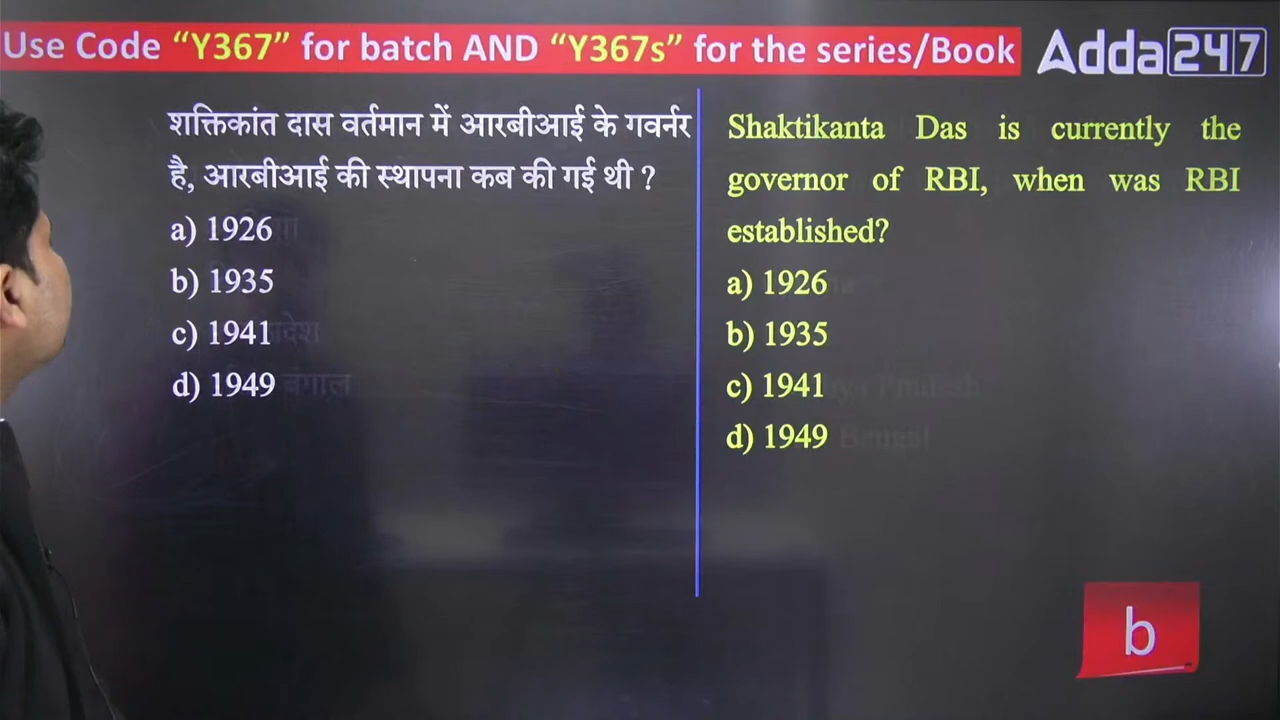 Use Code “Y367” for batch AND “Y367s” for the series/Book
Adda247
शक्तिकांत दास वर्तमान में आरबीआई के गवर्नर
है, आरबीआई की स्थापना कब की गई थी ?
a) 1926
b) 1935
c) 1941
d) 1949
Shaktikanta Das is currently the
governor of RBI, when was RBI
established?
a) 1926
b) 1935
c) 1941
d) 1949
b